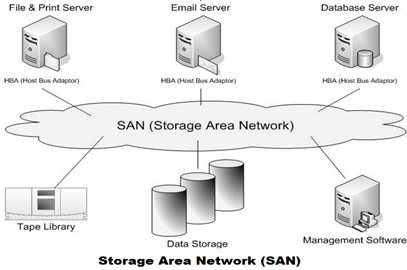 File & Print Server
Email Server
Database Server
HBA (Host Bus Adaptor)
HBA (Host Bus Adaptor)
HBA (Host Bus Adaptor)
SAN (Storage Area Network)
Tape Library
Data Storage
Management Software
Storage Area Network (SAN)